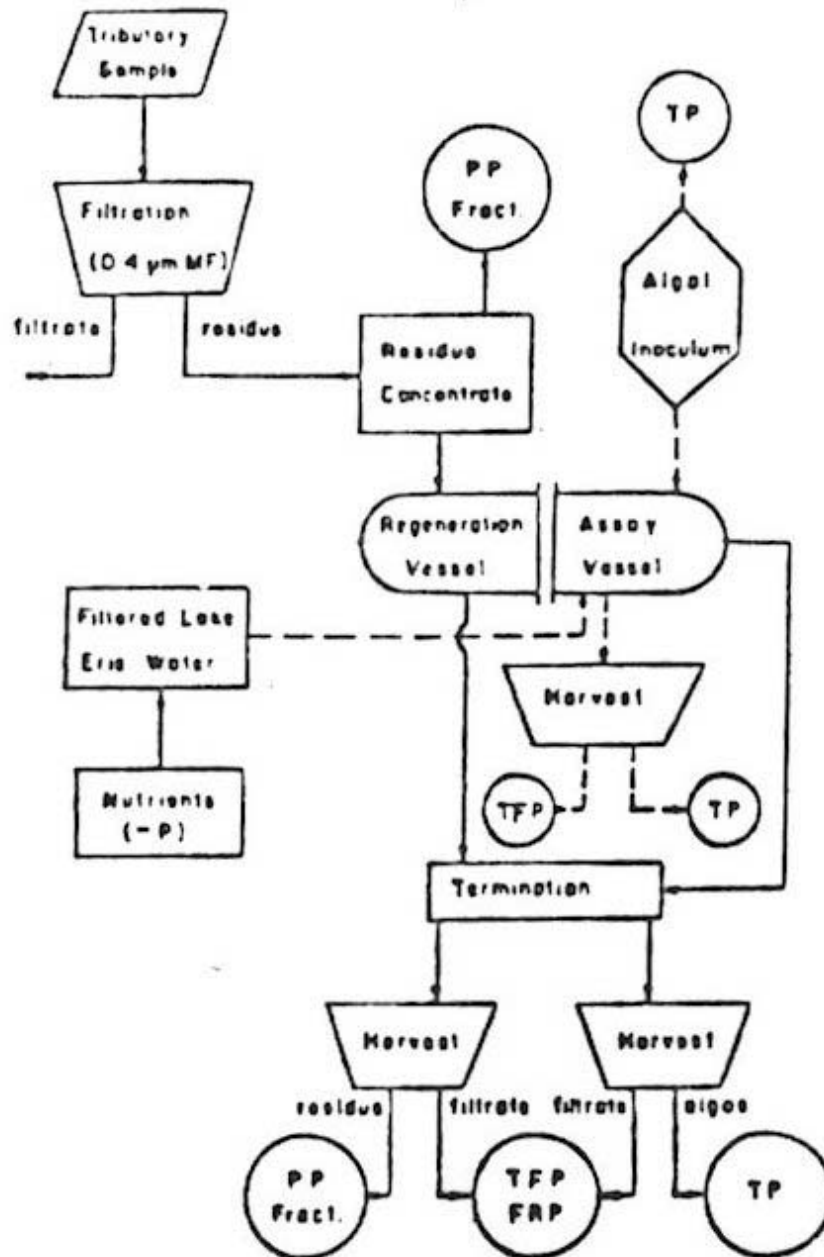 Tributary
Sample
Filtration
(0.4 µm MF)
filtrate
residue
PP
Fract.
TP
Algal
Inoculum
Residue
Concentrate
Regeneration
Vessel
Assay
Vessel
Filtered Lake
Erie Water
Nutrients
(-P)
Harvest
TFP
TP
Termination
Harvest
Harvest
residue
filtrate
filtrate
algae
PP
Fract.
TFP
FRP
TP